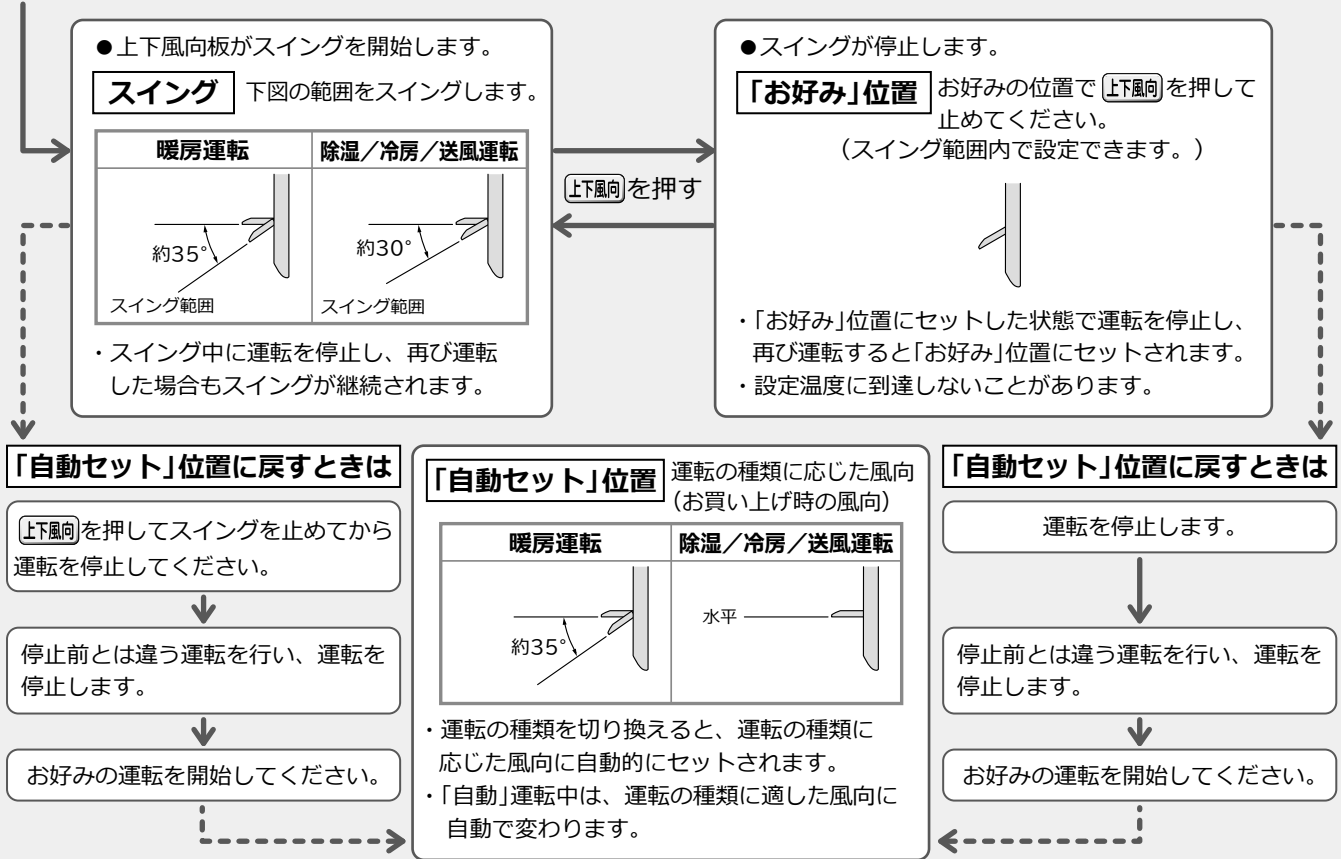 ●上下風向板がスイングを開始します。
スイング 下図の範囲をスイングします。
暖房運転 除湿／冷房／送風運転
約35° 約30°
スイング範囲 スイング範囲
・スイング中に運転を停止し、再び運転
した場合もスイングが継続されます。
上下風向を押す
●スイングが停止します。
「お好み」位置 お好みの位置で上下風向を押して
止めてください。
（スイング範囲内で設定できます。）
・「お好み」位置にセットした状態で運転を停止し、
再び運転すると「お好み」位置にセットされます。
・設定温度に到達しないことがあります。
「自動セット」位置に戻すときは
上下風向を押してスイングを止めてから
運転を停止してください。
停止前とは違う運転を行い、運転を
停止します。
お好みの運転を開始してください。
「自動セット」位置 運転の種類に応じた風向
（お買い上げ時の風向）
暖房運転 除湿／冷房／送風運転
約35° 水平
・運転の種類を切り換えると、運転の種類に
応じた風向に自動的にセットされます。
・「自動」運転中は、運転の種類に適した風向に
自動で変わります。
「自動セット」位置に戻すときは
運転を停止します。
停止前とは違う運転を行い、運転を
停止します。
お好みの運転を開始してください。